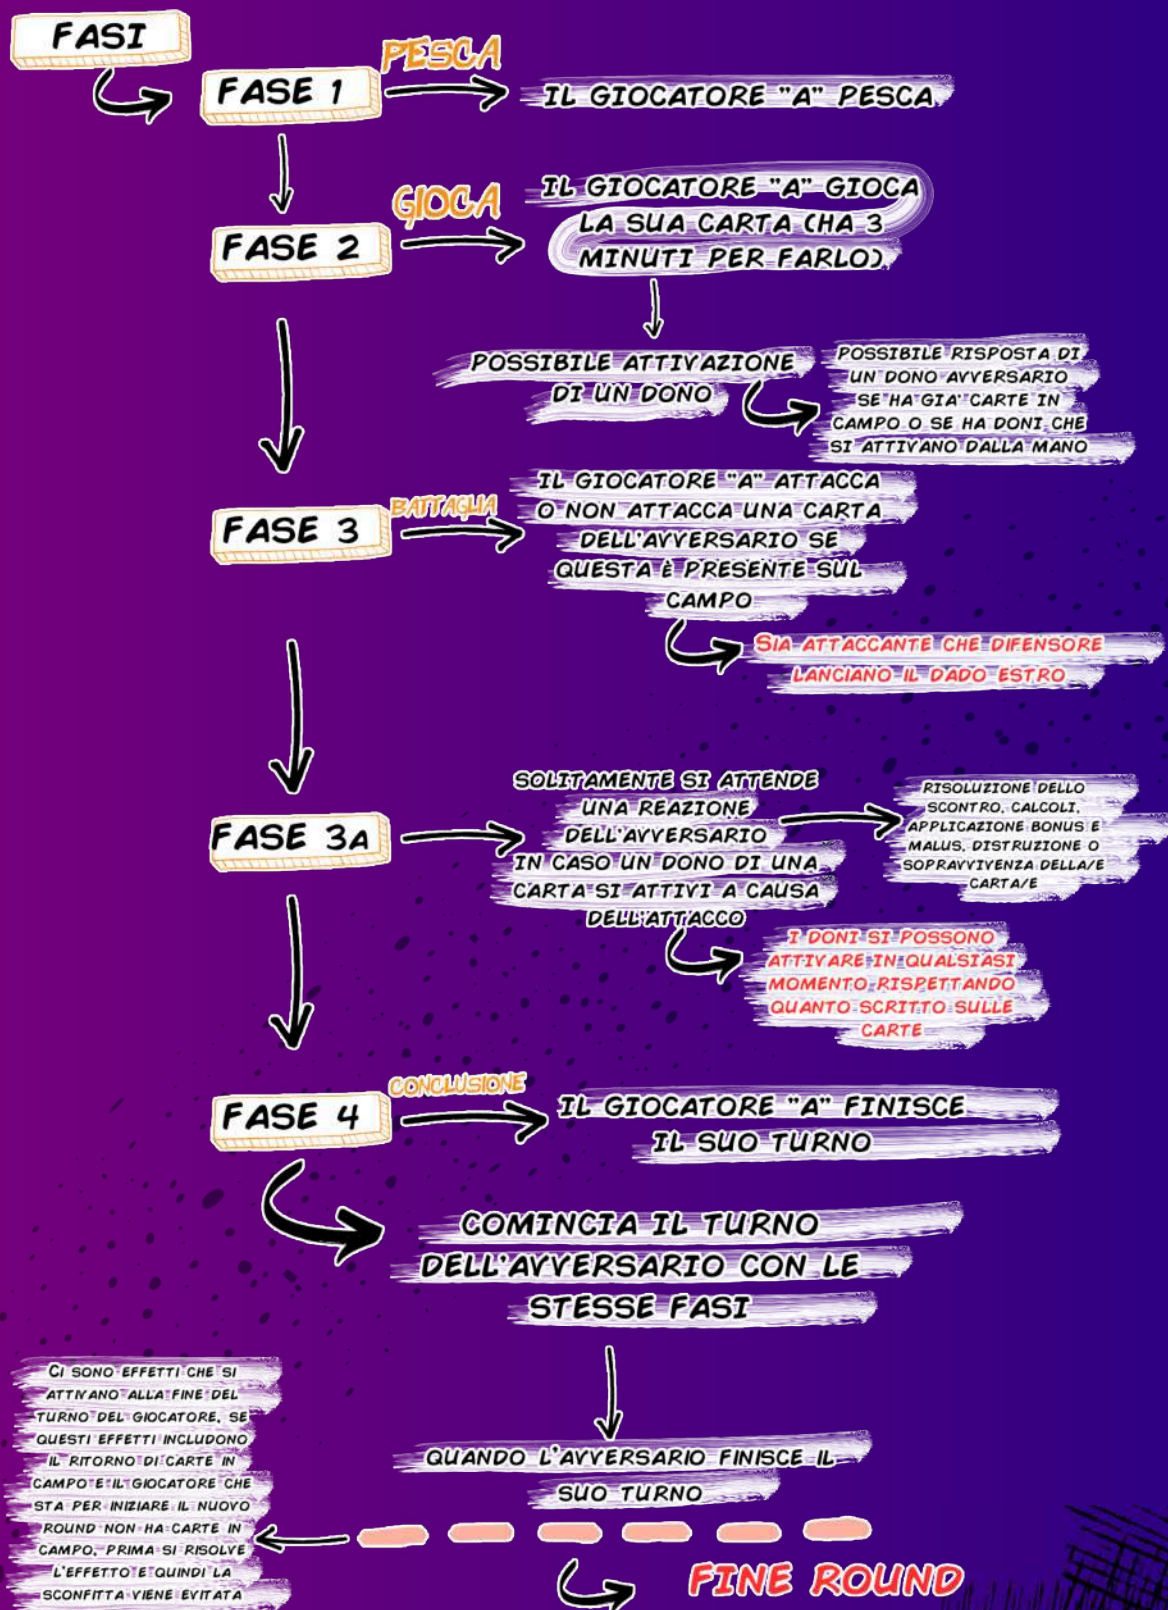 FASI
FASE 1
PESCA
IL GIOCATORE "A" PESCA
FASE 2
GIOCA
IL GIOCATORE "A" GIOCA
LA SUA CARTA (HA 3
MINUTI PER FARLO)
POSSIBILE ATTIVAZIONE
DI UN DONO
POSSIBILE RISPOSTA DI
UN DONO AVVERSARIO
SE HA GIA' CARTE IN
CAMPO O SE HA DONI CHE
SI ATTIVANO DALLA MANO
FASE 3
BATTAGLIA
IL GIOCATORE "A" ATTACCA
O NON ATTACCA UNA CARTA
DELL'AVVERSARIO SE
QUESTA È PRESENTE SUL
CAMPO
SIA ATTACCANTE CHE DIFENSORE
LANCIANO IL DADO ESTRO
FASE 3A
SOLITAMENTE SI ATTENDE
UNA REAZIONE
DELL'AVVERSARIO
IN CASO UN DONO DI UNA
CARTA SI ATTIVI A CAUSA
DELL'ATTACCO
RISOLUZIONE DELLO
SCONTRO, CALCOLI,
APPLICAZIONE BONUS E
MALUS, DISTRUZIONE O
SOPRAVVIVENZA DELLA/E
CARTA/E
I DONI SI POSSONO
ATTIVARE IN QUALSIASI
MOMENTO RISPETTANDO
QUANTO SCRITTO SULLE
CARTE
FASE 4
CONCLUSIONE
IL GIOCATORE "A" FINISCE
IL SUO TURNO
COMINCIA IL TURNO
DELL'AVVERSARIO CON LE
STESSE FASI
QUANDO L'AVVERSARIO FINISCE IL
SUO TURNO
CI SONO EFFETTI CHE SI
ATTIVANO ALLA FINE DEL
TURNO DEL GIOCATORE, SE
QUESTI EFFETTI INCLUDONO
IL RITORNO DI CARTE IN
CAMPO E IL GIOCATORE CHE
STA PER INIZIARE IL NUOVO
ROUND NON HA CARTE IN
CAMPO, PRIMA SI RISOLVE
L'EFFETTO E QUINDI LA
SCONFITTA VIENE EVITATA
FINE ROUND